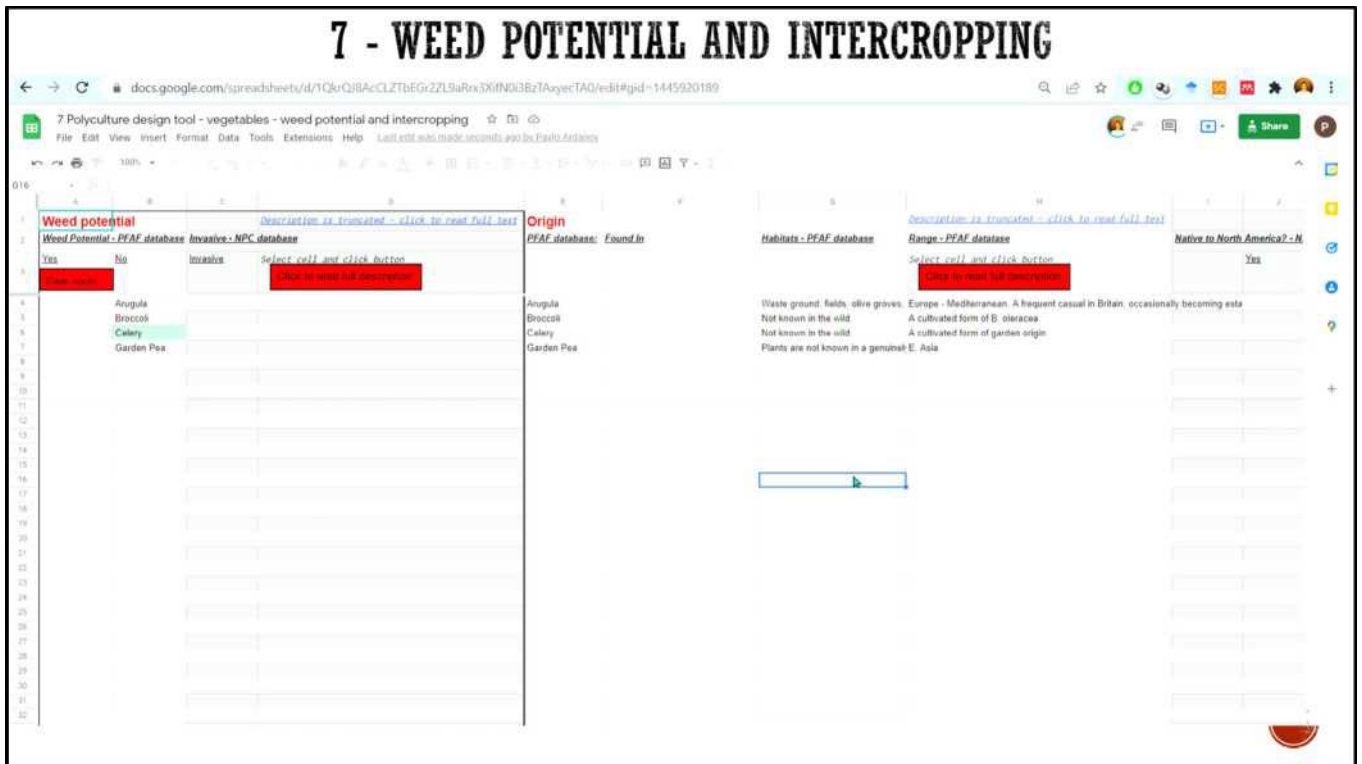 7 - WEED POTENTIAL AND INTERCROPPING
7 Polyculture design tool - vegetables - weed potential and intercropping
File Edit View Insert Format Data Tools Extensions Help
Share
P
100%
G16
Weed potential Description is truncated - click to read full text Origin Description is truncated - click to read full text
Weed Potential - PFAF database Invasive - NPC database PFAF database: Found In Habitats - PFAF database Range - PFAF datatase Native to North America? - N
Yes No Invasive Select cell and click button Select cell and click button Yes
Click to read full description Click to read full description
Arugula Arugula Waste ground, fields, olive groves, Europe - Mediterranean. A frequent casual in Britain, occasionally becoming esta
Broccoli Broccoli Not known in the wild. A cultivated form of B. oleracea.
Celery Celery Not known in the wild. A cultivated form of garden origin
Garden Pea Garden Pea Plants are not known in a E. Asia